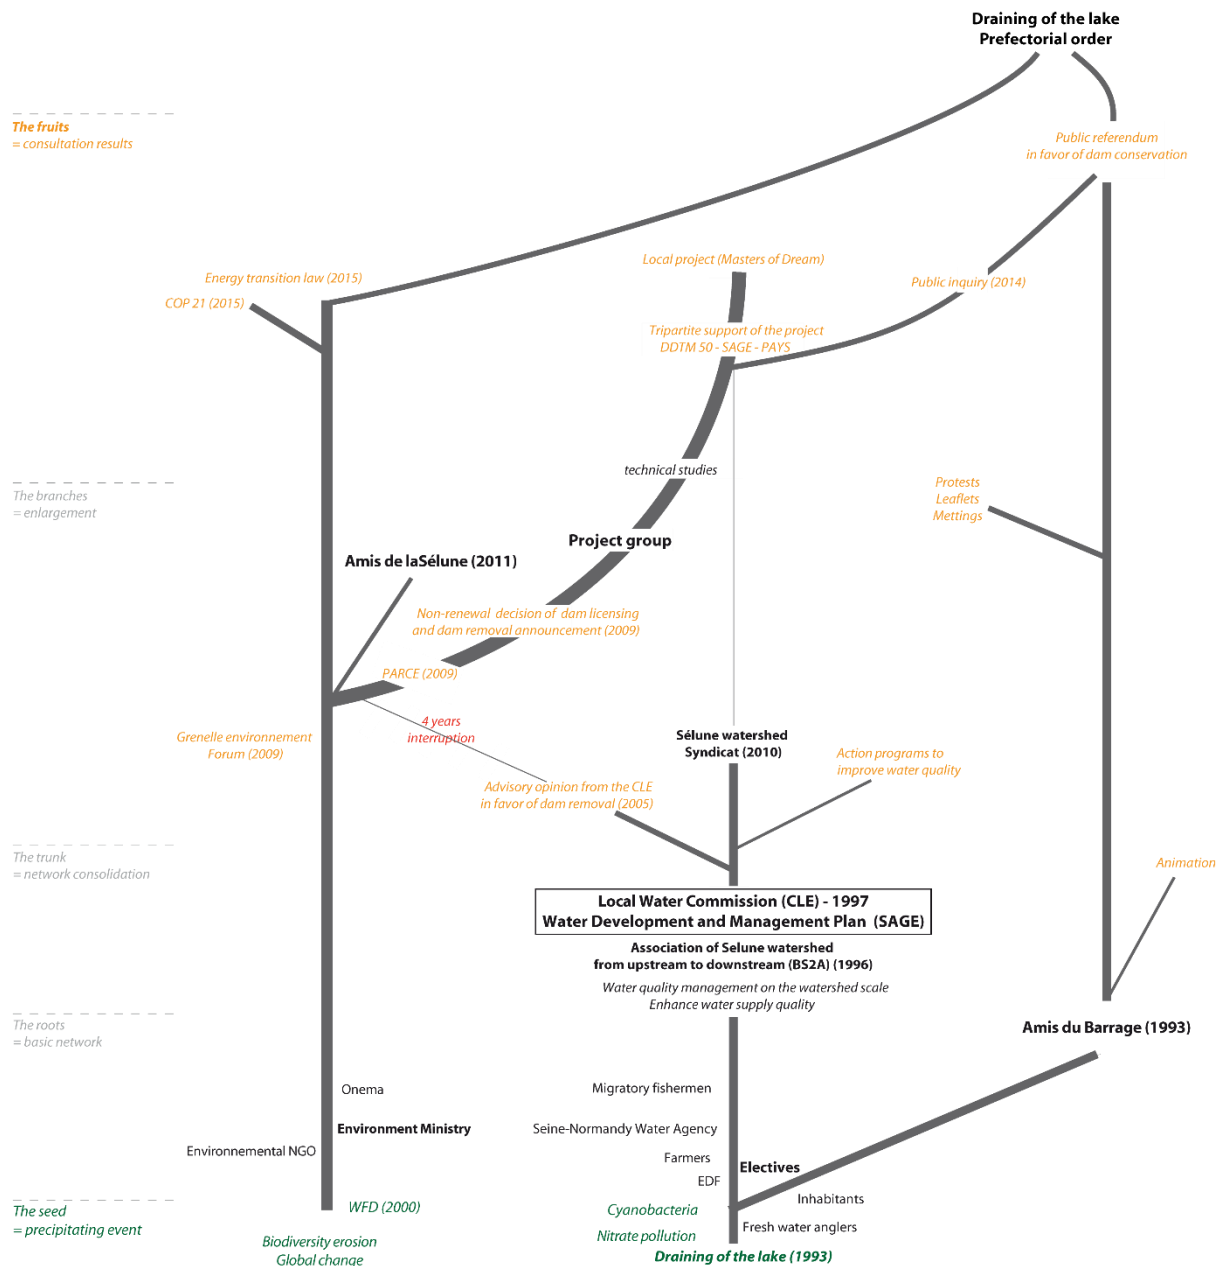 Draining of the lake
Prefectorial order
The fruits
= consultation results
Public referendum
in favor of dam conservation
Local project (Masters of Dream)
Energy transition law (2015)
COP 21 (2015)
Public inquiry (2014)
Tripartite support of the project
DDTM 50 - SAGE - PAYS
technical studies
The branches
= enlargement
Protests
Leaflets
Mettings
Project group
Amis de laSélune (2011)
Non-renewal decision of dam licensing
and dam removal announcement (2009)
PARCE (2009)
4 years
interruption
Grenelle environnement
Forum (2009)
Sélune watershed
Syndicat (2010)
Action programs to
improve water quality
Advisory opinion from the CLE
in favor of dam removal (2005)
The trunk
= network consolidation
Animation
Local Water Commission (CLE) - 1997
Water Development and Management Plan (SAGE)
Association of Selune watershed
from upstream to downstream (BS2A) (1996)
Water quality management on the watershed scale
Enhance water supply quality
The roots
= basic network
Amis du Barrage (1993)
Onema
Migratory fishermen
Environment Ministry
Seine-Normandy Water Agency
Environnemental NGO
Farmers
Electives
EDF
Inhabitants
The seed
= precipitating event
WFD (2000)
Cyanobacteria
Fresh water anglers
Nitrate pollution
Biodiversity erosion
Global change
Draining of the lake (1993)